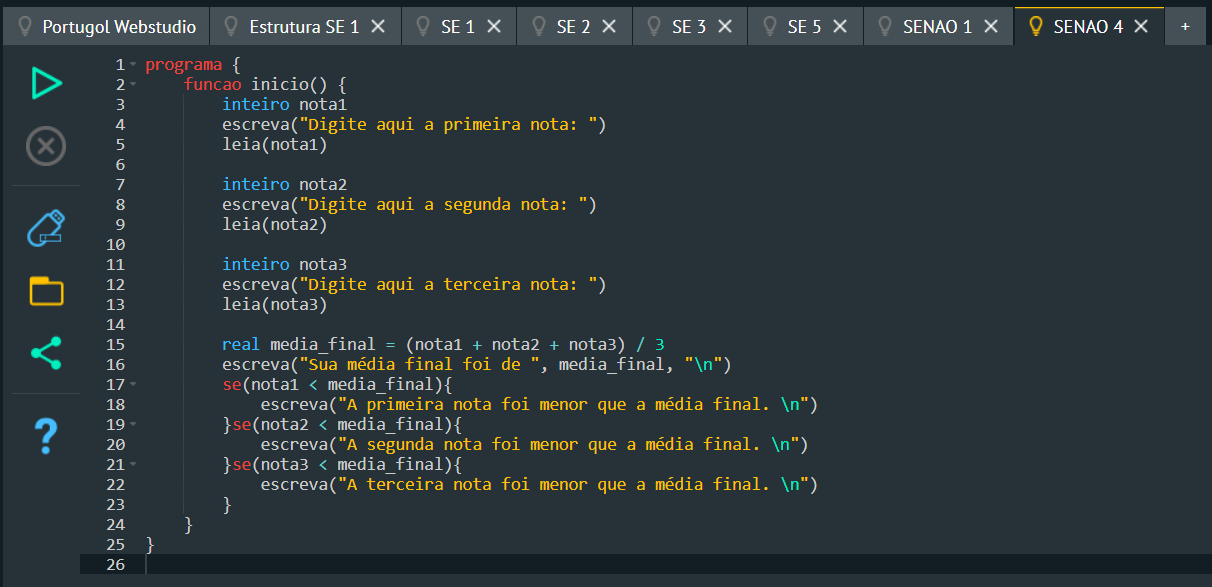 Portugol Webstudio Estrutura SE 1 SE 1 SE 2 SE 3 SE 5 SENAO 1 SENAO 4 +
1 programa {
2 funcao inicio() {
3 inteiro nota1
4 escreva("Digite aqui a primeira nota: ")
5 leia(nota1)
6
7 inteiro nota2
8 escreva("Digite aqui a segunda nota: ")
9 leia(nota2)
10
11 inteiro nota3
12 escreva("Digite aqui a terceira nota: ")
13 leia(nota3)
14
15 real media_final = (nota1 + nota2 + nota3) / 3
16 escreva("Sua média final foi de ", media_final, "\n")
17 se(nota1 < media_final){
18 escreva("A primeira nota foi menor que a média final. \n")
19 }se(nota2 < media_final){
20 escreva("A segunda nota foi menor que a média final. \n")
21 }se(nota3 < media_final){
22 escreva("A terceira nota foi menor que a média final. \n")
23 }
24 }
25 }
26